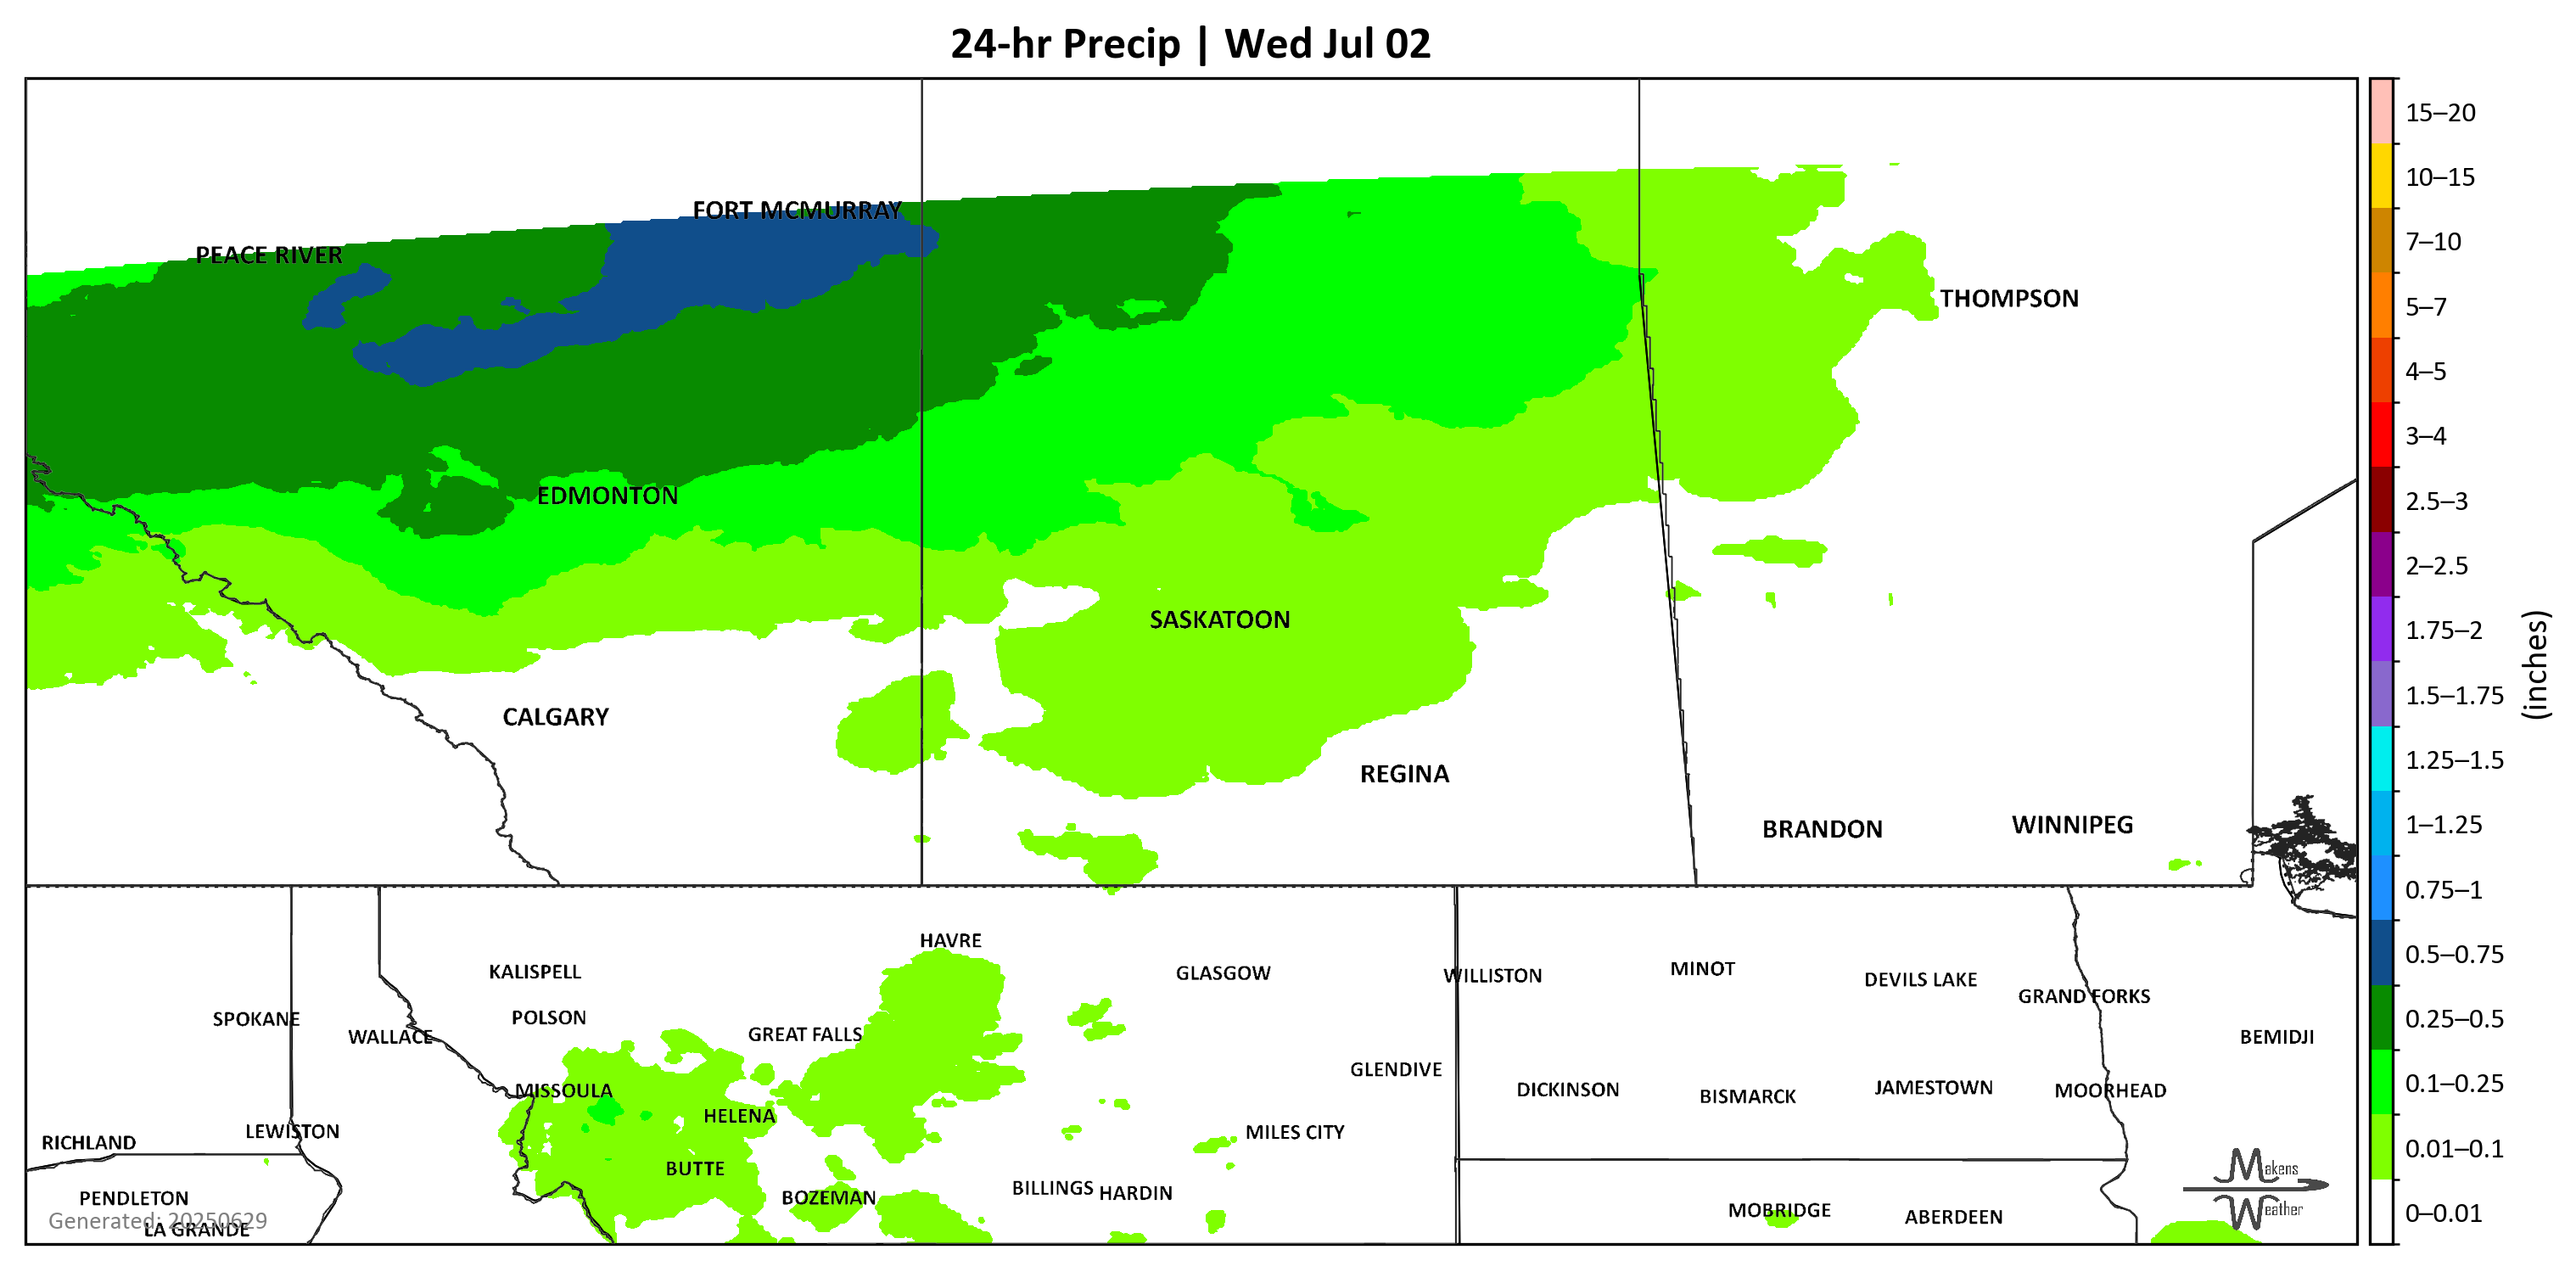 24-hr Precip | Wed Jul 02
15–20
10–15
FORT MCMURRAY
7–10
PEACE RIVER
THOMPSON
5–7
4–5
3–4
EDMONTON
2.5–3
2–2.5
SASKATOON
1.75–2
(inches)
1.5–1.75
CALGARY
1.25–1.5
REGINA
BRANDON
WINNIPEG
1–1.25
0.75–1
HAVRE
0.5–0.75
KALISPELL
GLASGOW
WILLISTON
MINOT
DEVILS LAKE
GRAND FORKS
SPOKANE
POLSON
0.25–0.5
WALLACE
GREAT FALLS
BEMIDJI
GLENDIVE
0.1–0.25
MISSOULA
DICKINSON
BISMARCK
JAMESTOWN
MOORHEAD
HELENA
RICHLAND
LEWISTON
MILES CITY
0.01–0.1
BUTTE
Makens
Weather
PENDLETON
BOZEMAN
BILLINGS
HARDIN
MOBRIDGE
ABERDEEN
0–0.01
Generated: 20250629
LA GRANDE